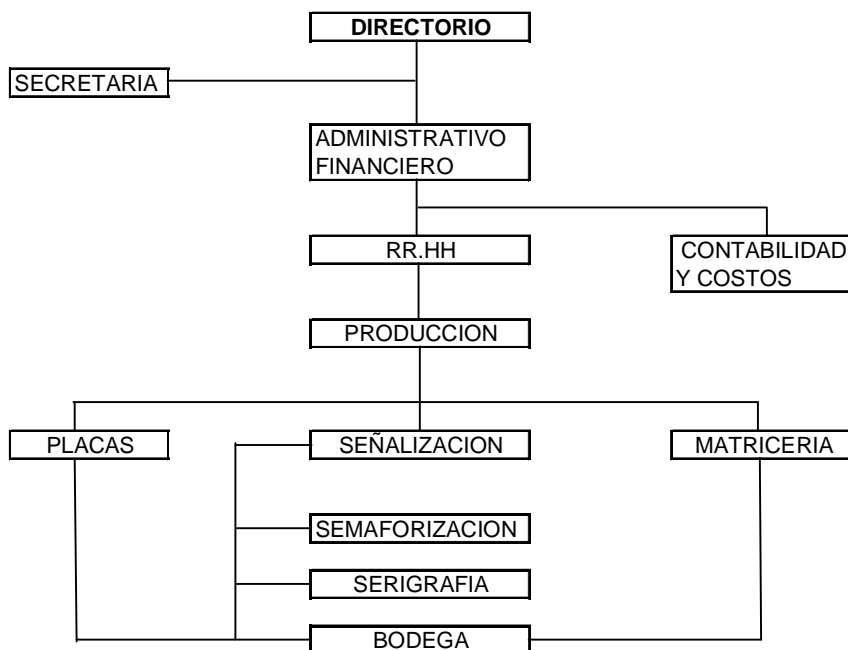 DIRECTORIO
SECRETARIA
ADMINISTRATIVO
FINANCIERO
RR.HH
CONTABILIDAD
Y COSTOS
PRODUCCION
PLACAS
SEÑALIZACION
MATRICERIA
SEMAFORIZACION
SERIGRAFIA
BODEGA